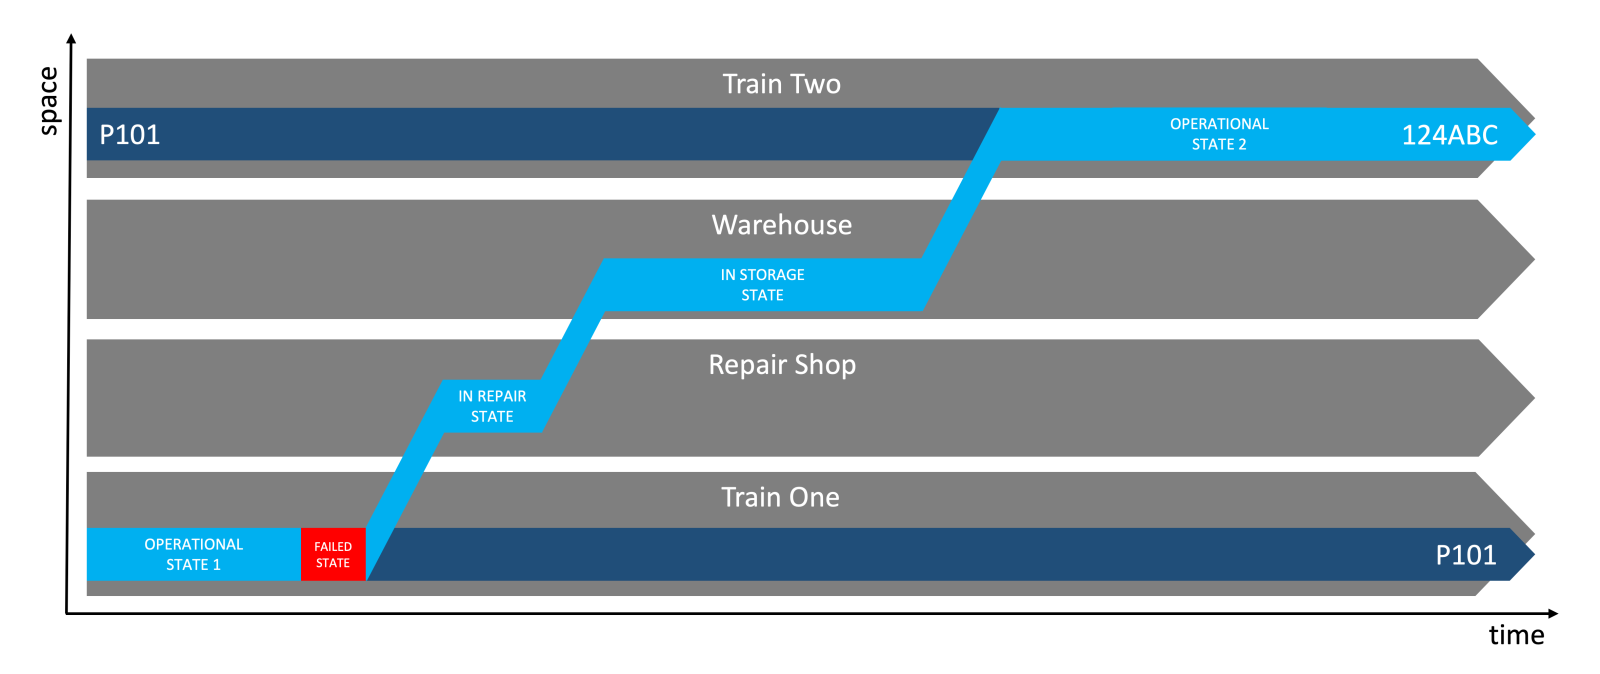 space
Train Two
P101
OPERATIONAL
STATE 2
124ABC
Warehouse
IN STORAGE
STATE
Repair Shop
IN REPAIR
STATE
Train One
OPERATIONAL
STATE 1
FAILED
STATE
P101
time